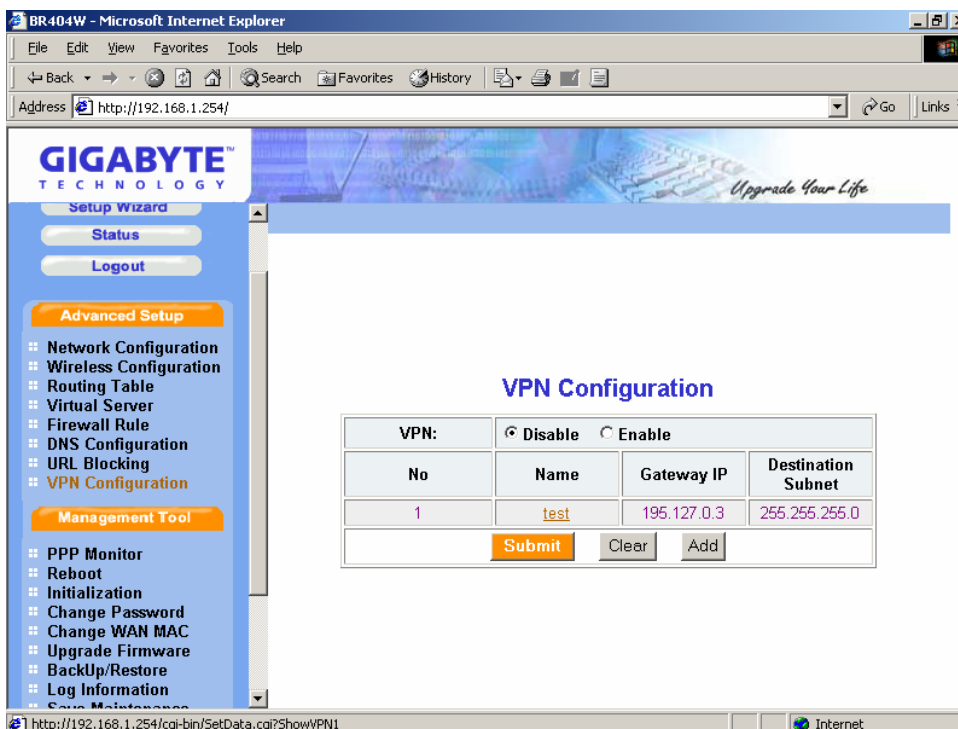 BR404W - Microsoft Internet Explorer
File Edit View Favorites Tools Help
Back Search Favorites History
Address http://192.168.1.254/ Go Links
GIGABYTE™
TECHNOLOGY
Upgrade Your Life
Setup Wizard
Status
Logout
Advanced Setup
Network Configuration
Wireless Configuration
Routing Table
Virtual Server
Firewall Rule
DNS Configuration
URL Blocking
VPN Configuration
Management Tool
PPP Monitor
Reboot
Initialization
Change Password
Change WAN MAC
Upgrade Firmware
BackUp/Restore
Log Information
Save Maintenance
VPN Configuration
VPN: Disable Enable
No Name Gateway IP Destination Subnet
1 test 195.127.0.3 255.255.255.0
Submit Clear Add
http://192.168.1.254/cgi-bin/SetData.cgi?ShowVPN1 Internet